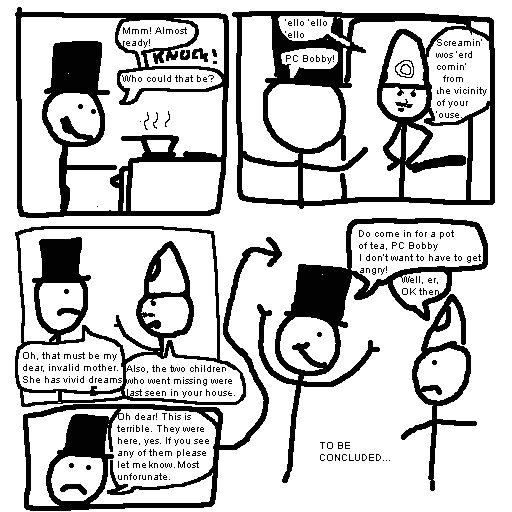 Mmm! Almost
ready!
KNOCK!
Who could that be?
'ello 'ello
'ello
PC Bobby!
Screamin'
wos 'erd
comin'
from
the vicinity
of your
'ouse.
Oh, that must be my
dear, invalid mother.
She has vivid dreams
Also, the two children
who went missing were
last seen in your house.
Oh dear! This is
terrible. They were
here, yes. If you see
any of them please
let me know. Most
unforunate.
Do come in for a pot
of tea, PC Bobby
I don't want to have to get
angry!
Well, er,
OK then
TO BE
CONCLUDED...